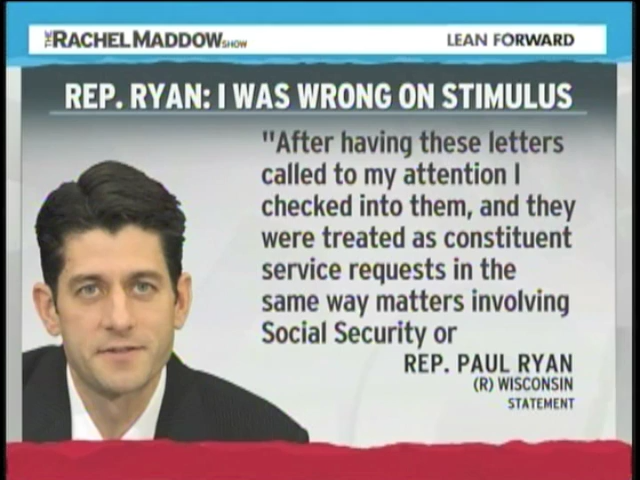 THE RACHEL MADDOW SHOW
LEAN FORWARD
REP. RYAN: I WAS WRONG ON STIMULUS
"After having these letters
called to my attention I
checked into them, and they
were treated as constituent
service requests in the
same way matters involving
Social Security or
REP. PAUL RYAN
(R) WISCONSIN
STATEMENT